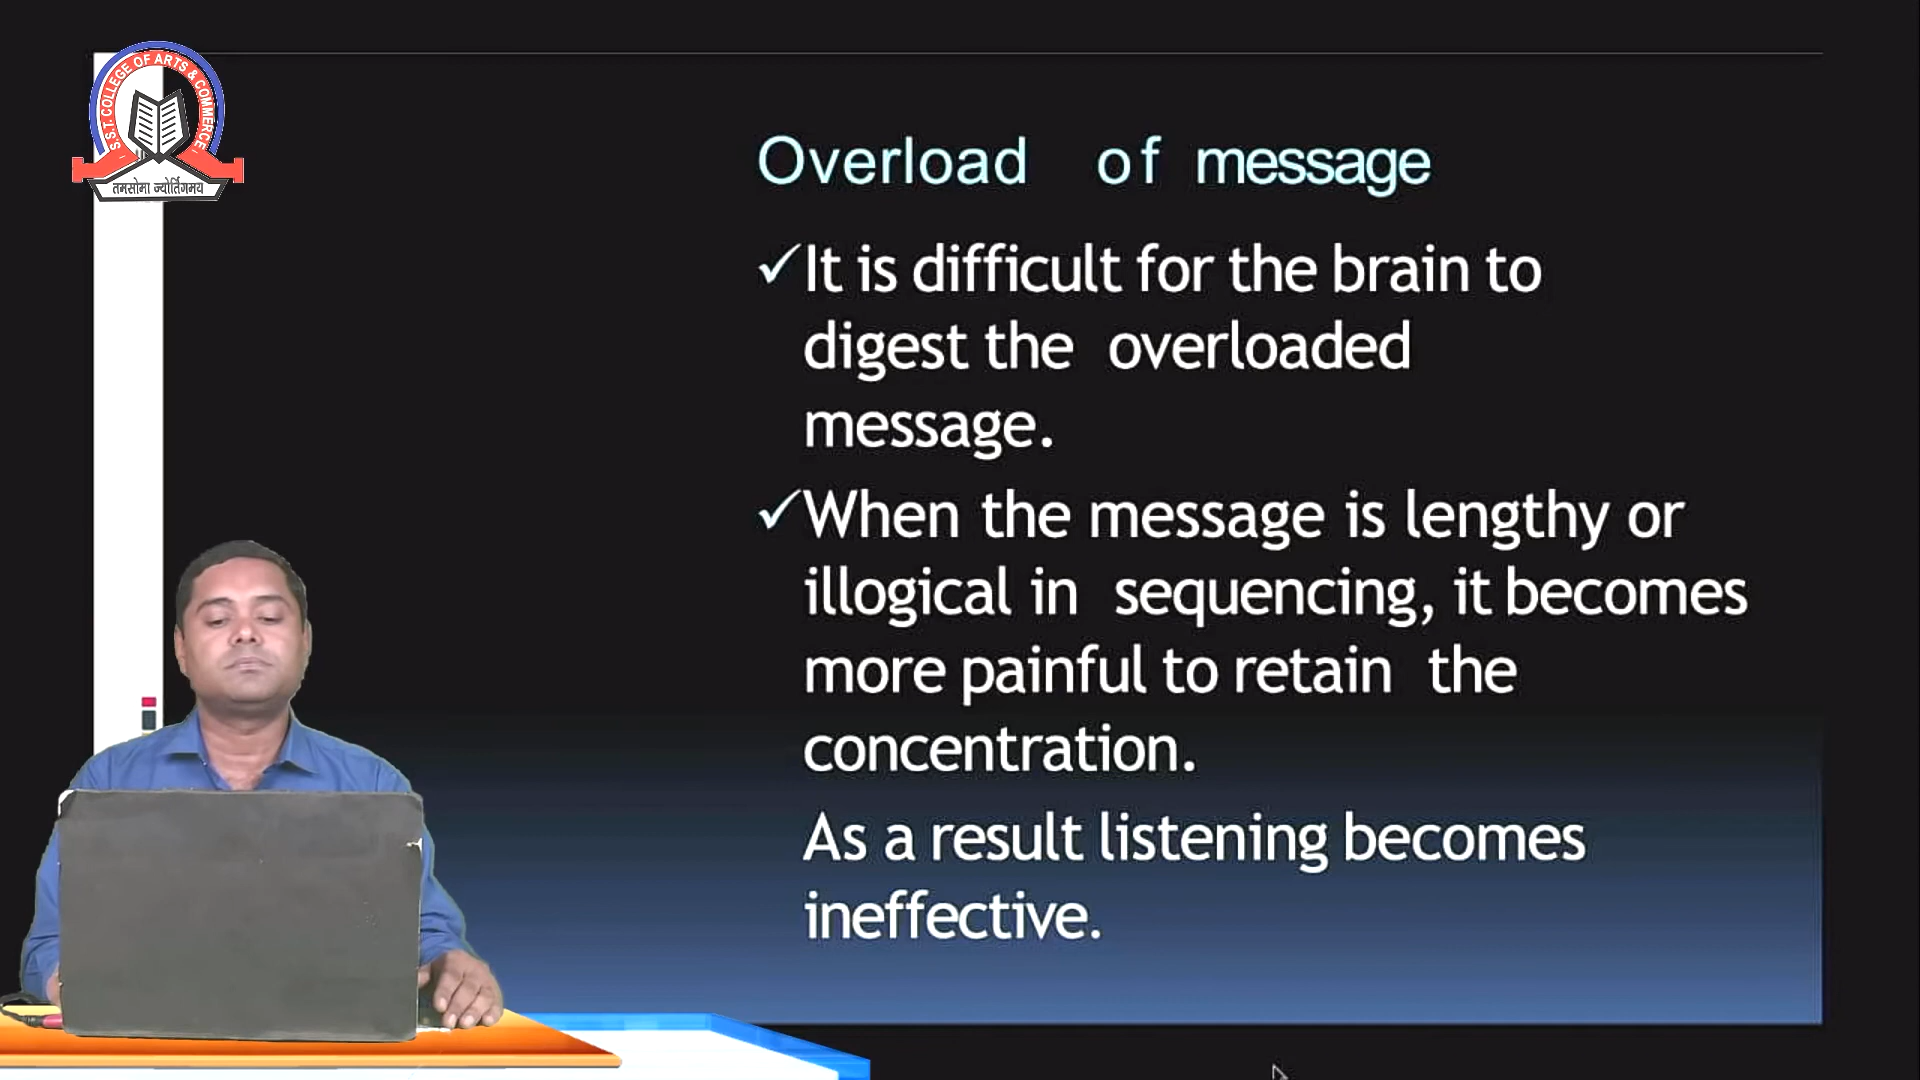 S.S.T. COLLEGE OF ARTS & COMMERCE
तमसोमा ज्योर्तिगमय
Overload of message
✓It is difficult for the brain to
digest the overloaded
message.
✓When the message is lengthy or
illogical in sequencing, it becomes
more painful to retain the
concentration.
As a result listening becomes
ineffective.